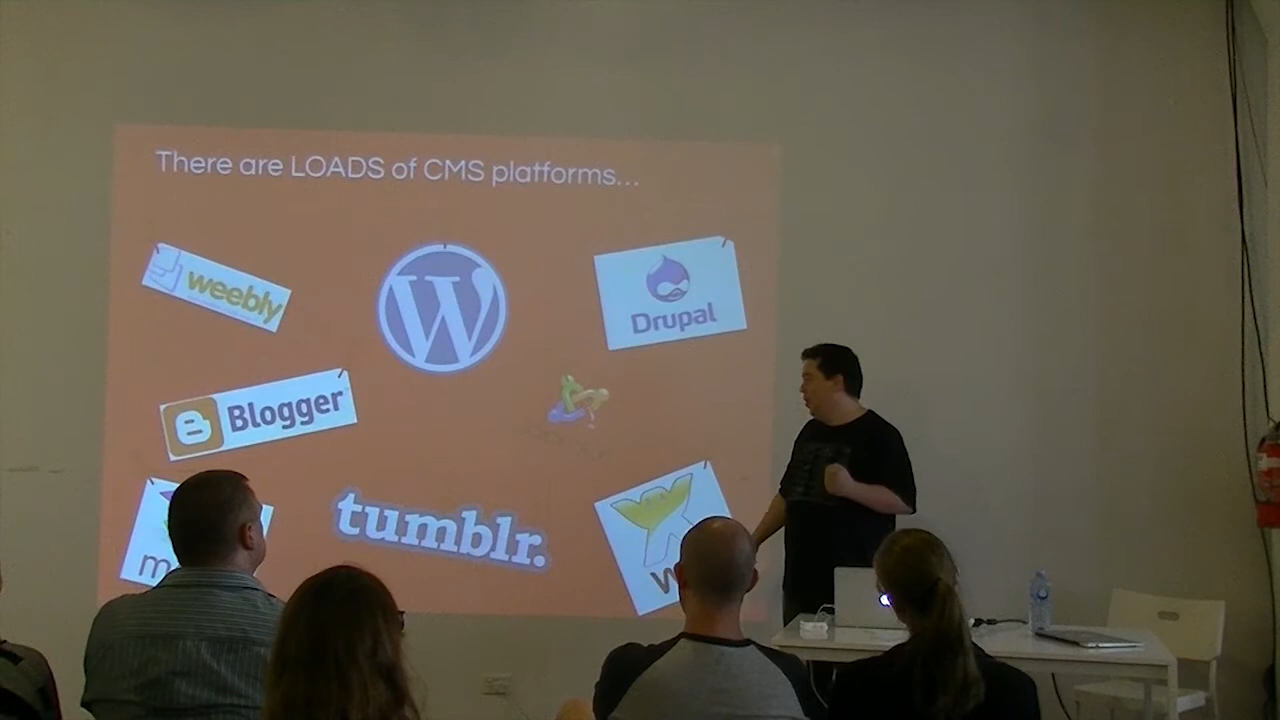 There are LOADS of CMS platforms...
weebly
W
Drupal
Blogger
tumblr.